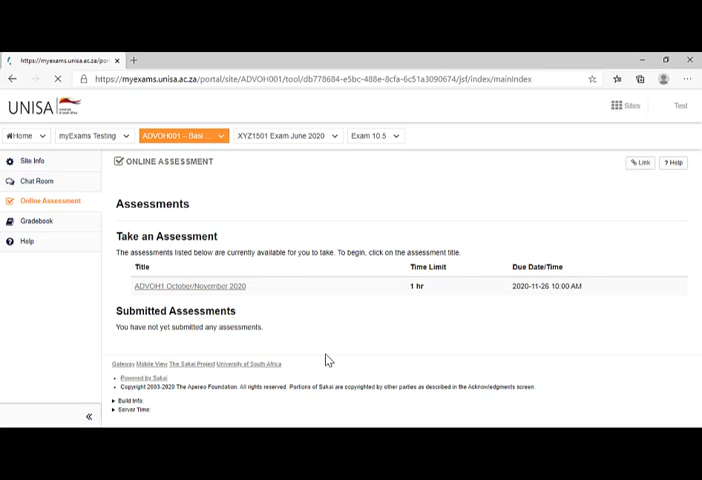 https://myexams.unisa.ac.za/por
https://myexams.unisa.ac.za/portal/site/ADVOH001/tool/db778684-e5bc-488e-8cfa-6c51a3090674/jsf/index/mainIndex
UNISA
Sites
Test
Home
myExams Testing
ADVOH001 -- Basi ...
XYZ1501 Exam June 2020
Exam 10.5
Site Info
Chat Room
Online Assessment
Gradebook
Help
ONLINE ASSESSMENT
Link
? Help
Assessments
Take an Assessment
The assessments listed below are currently available for you to take. To begin, click on the assessment title.
Title Time Limit Due Date/Time
ADVOH1 October/November 2020 1 hr 2020-11-26 10:00 AM
Submitted Assessments
You have not yet submitted any assessments.
Gateway Mobile View The Sakai Project University of South Africa
Powered by Sakai
Copyright 2003-2020 The Apereo Foundation. All rights reserved. Portions of Sakai are copyrighted by other parties as described in the Acknowledgments screen.
Build Info:
Server Time: